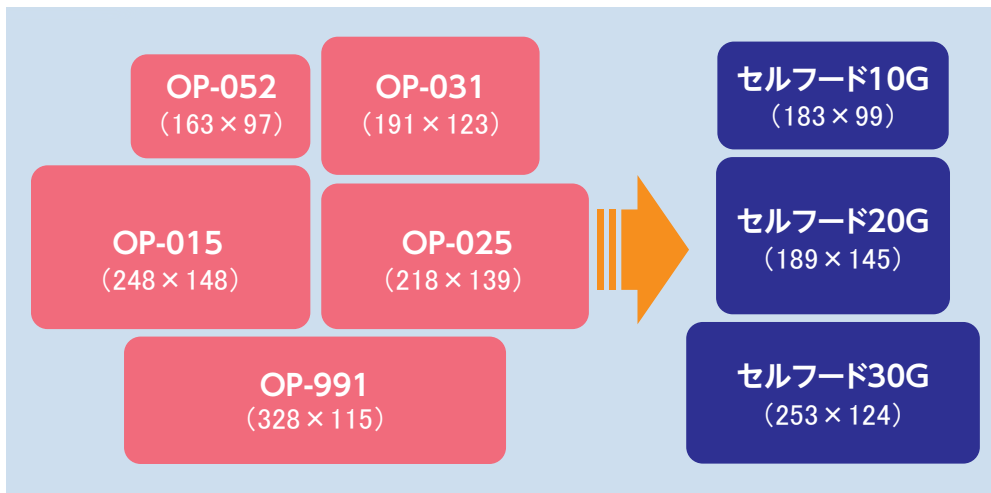 OP-052
（163×97）
OP-031
（191×123）
OP-015
（248×148）
OP-025
（218×139）
OP-991
（328×115）
セルフード10G
（183×99）
セルフード20G
（189×145）
セルフード30G
（253×124）